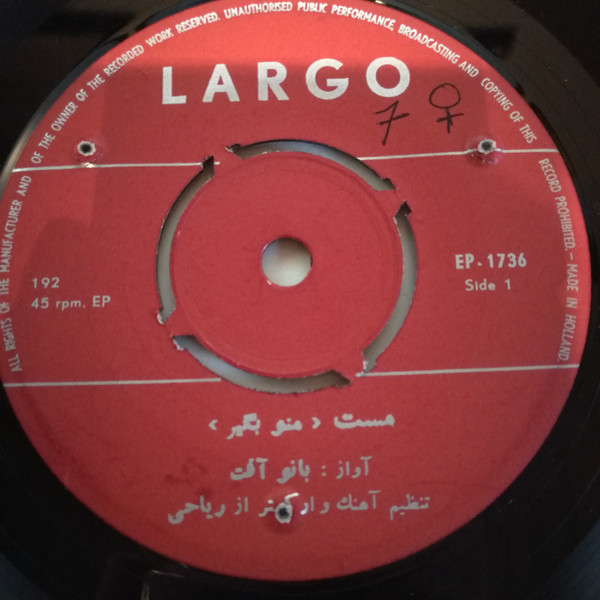 ALL RIGHTS OF THE MANUFACTURER AND OF THE OWNER OF THE RECORDED WORK RESERVED. UNAUTHORISED PUBLIC PERFORMANCE, BROADCASTING AND COPYING OF THIS RECORD PROHIBITED. – MADE IN HOLLAND.
LARGO
7 ♀
192
45 rpm. EP
EP-1736
Side 1
مست < منو بگیر >
آواز : بانو آفت
تنظیم آهنگ و ارکستر از ریاحی